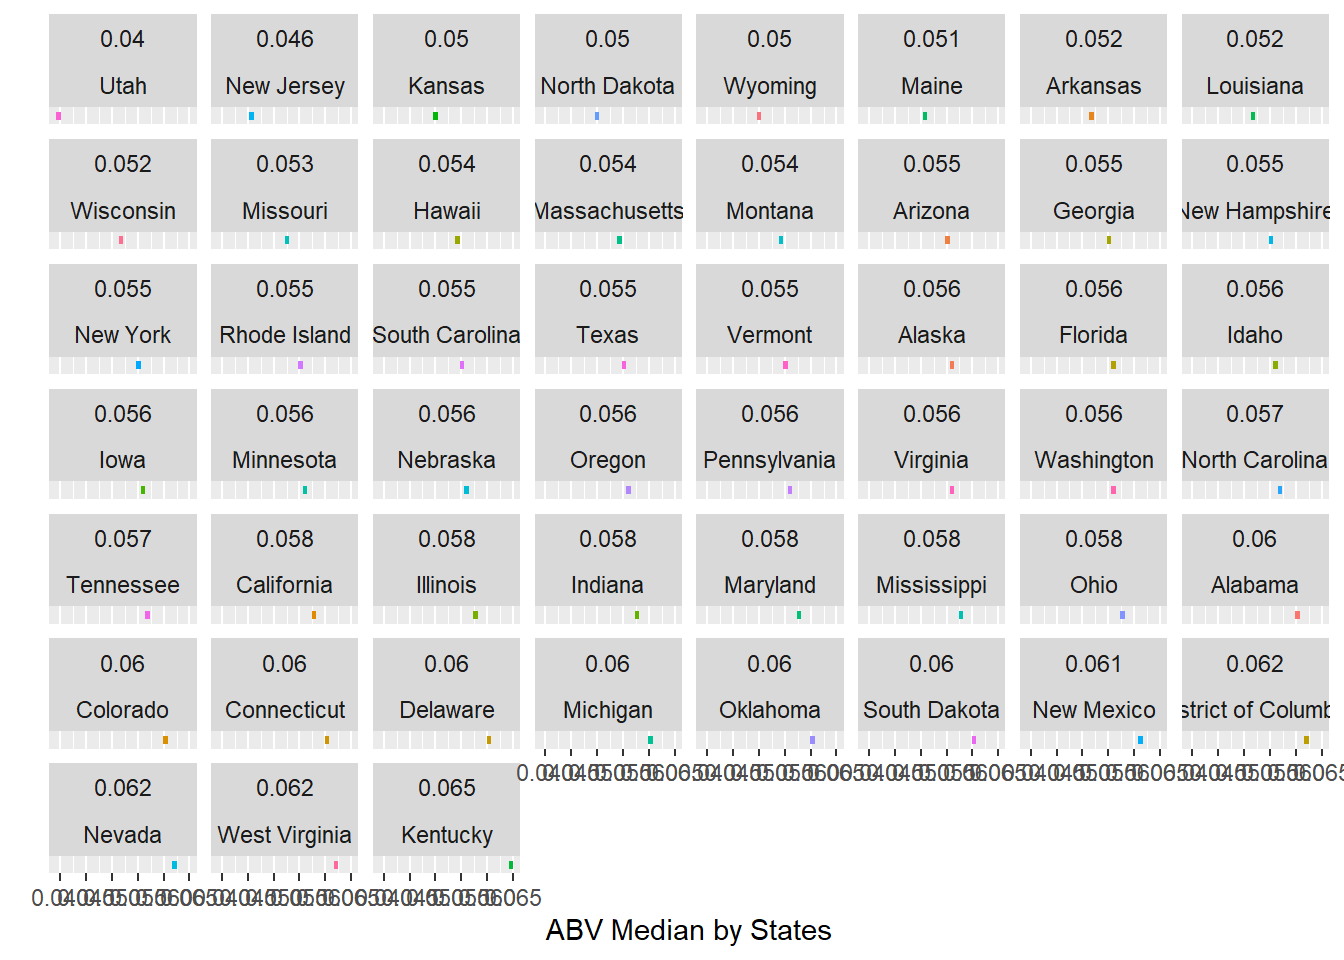 0.04 0.046 0.05 0.05 0.05 0.051 0.052 0.052
Utah New Jersey Kansas North Dakota Wyoming Maine Arkansas Louisiana
0.052 0.053 0.054 0.054 0.054 0.055 0.055 0.055
Wisconsin Missouri Hawaii Massachusetts Montana Arizona Georgia New Hampshire
0.055 0.055 0.055 0.055 0.055 0.056 0.056 0.056
New York Rhode Island South Carolina Texas Vermont Alaska Florida Idaho
0.056 0.056 0.056 0.056 0.056 0.056 0.056 0.057
Iowa Minnesota Nebraska Oregon Pennsylvania Virginia Washington North Carolina
0.057 0.058 0.058 0.058 0.058 0.058 0.058 0.06
Tennessee California Illinois Indiana Maryland Mississippi Ohio Alabama
0.06 0.06 0.06 0.06 0.06 0.06 0.061 0.062
Colorado Connecticut Delaware Michigan Oklahoma South Dakota New Mexico strict of Columb
0.062 0.062 0.065
Nevada West Virginia Kentucky
ABV Median by States